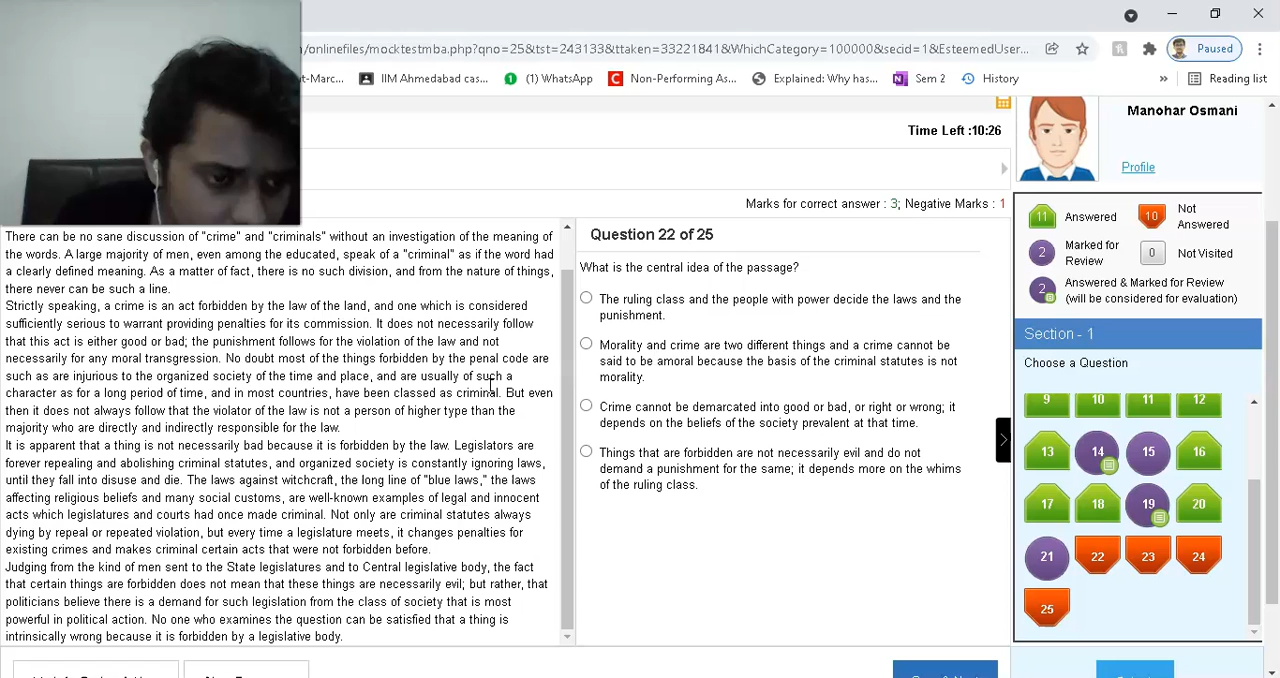 /onlinefiles/mocktestmba.php?no=25&tst=243133&ttaken=33221841&WhichCategory=100000&secid=1&EsteemedUser...
Paused
t-Marc...
IIM Ahmedabad cas...
(1) WhatsApp
Non-Performing As...
Explained: Why has...
Sem 2
History
»
Reading list
Manohar Osmani
Time Left :10:26
Profile
Marks for correct answer : 3; Negative Marks : 1
11 Answered
10 Not Answered
2 Marked for Review
0 Not Visited
2 Answered & Marked for Review (will be considered for evaluation)
There can be no sane discussion of "crime" and "criminals" without an investigation of the meaning of
the words. A large majority of men, even among the educated, speak of a "criminal" as if the word had
a clearly defined meaning. As a matter of fact, there is no such division, and from the nature of things,
there never can be such a line.
Strictly speaking, a crime is an act forbidden by the law of the land, and one which is considered
sufficiently serious to warrant providing penalties for its commission. It does not necessarily follow
that this act is either good or bad; the punishment follows for the violation of the law and not
necessarily for any moral transgression. No doubt most of the things forbidden by the penal code are
such as are injurious to the organized society of the time and place, and are usually of such a
character as for a long period of time, and in most countries, have been classed as criminal. But even
then it does not always follow that the violator of the law is not a person of higher type than the
majority who are directly and indirectly responsible for the law.
It is apparent that a thing is not necessarily bad because it is forbidden by the law. Legislators are
forever repealing and abolishing criminal statutes, and organized society is constantly ignoring laws,
until they fall into disuse and die. The laws against witchcraft, the long line of "blue laws," the laws
affecting religious beliefs and many social customs, are well-known examples of legal and innocent
acts which legislatures and courts had once made criminal. Not only are criminal statutes always
dying by repeal or repeated violation, but every time a legislature meets, it changes penalties for
existing crimes and makes criminal certain acts that were not forbidden before.
Judging from the kind of men sent to the State legislatures and to Central legislative body, the fact
that certain things are forbidden does not mean that these things are necessarily evil; but rather, that
politicians believe there is a demand for such legislation from the class of society that is most
powerful in political action. No one who examines the question can be satisfied that a thing is
intrinsically wrong because it is forbidden by a legislative body.
Question 22 of 25
What is the central idea of the passage?
The ruling class and the people with power decide the laws and the
punishment.
Morality and crime are two different things and a crime cannot be
said to be amoral because the basis of the criminal statutes is not
morality.
Crime cannot be demarcated into good or bad, or right or wrong; it
depends on the beliefs of the society prevalent at that time.
Things that are forbidden are not necessarily evil and do not
demand a punishment for the same; it depends more on the whims
of the ruling class.
Section - 1
Choose a Question
9 10 11 12
13 14 15 16
17 18 19 20
21 22 23 24
25